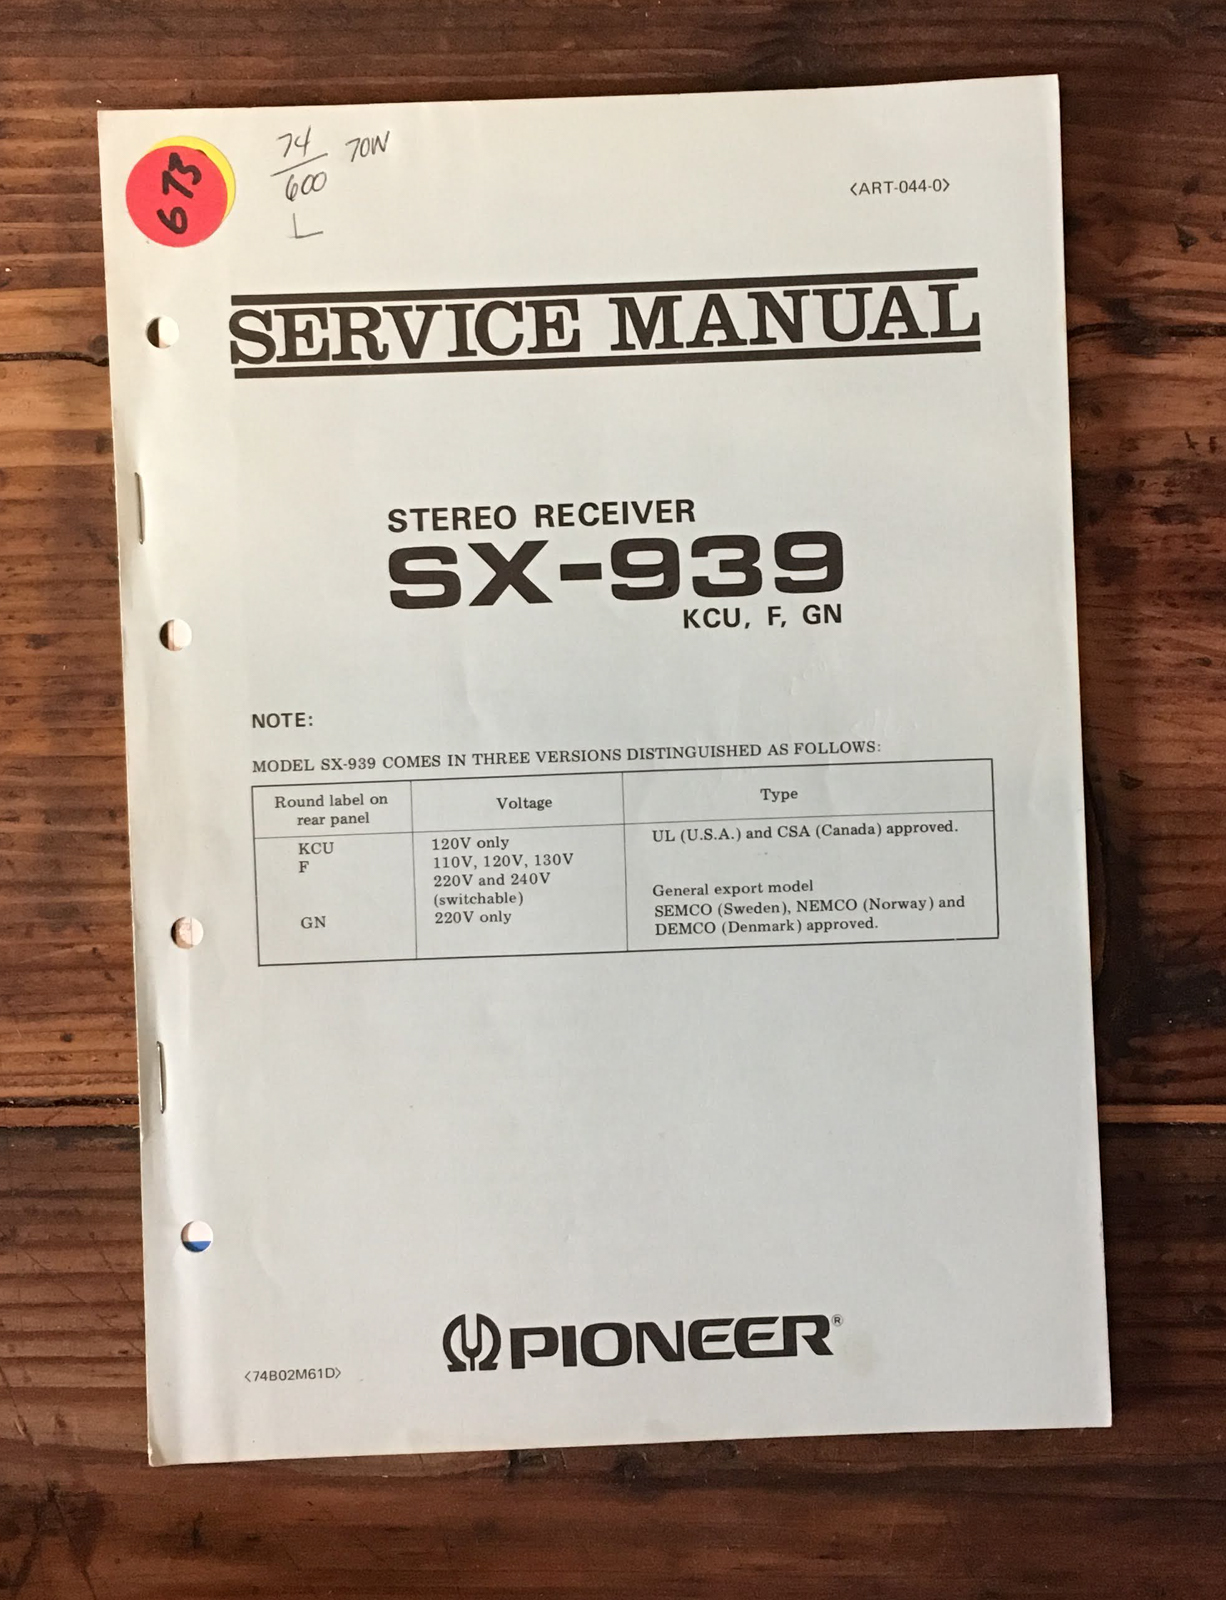 673
74 70W
600
L
<ART-044-0>
SERVICE MANUAL
STEREO RECEIVER
SX-939
KCU, F, GN
NOTE:
MODEL SX-939 COMES IN THREE VERSIONS DISTINGUISHED AS FOLLOWS:
Round label on rear panel Voltage Type
KCU 120V only UL (U.S.A.) and CSA (Canada) approved.
F 110V, 120V, 130V
220V and 240V
(switchable) General export model
GN 220V only SEMCO (Sweden), NEMCO (Norway) and
DEMCO (Denmark) approved.
PIONEER®
<74B02M61D>